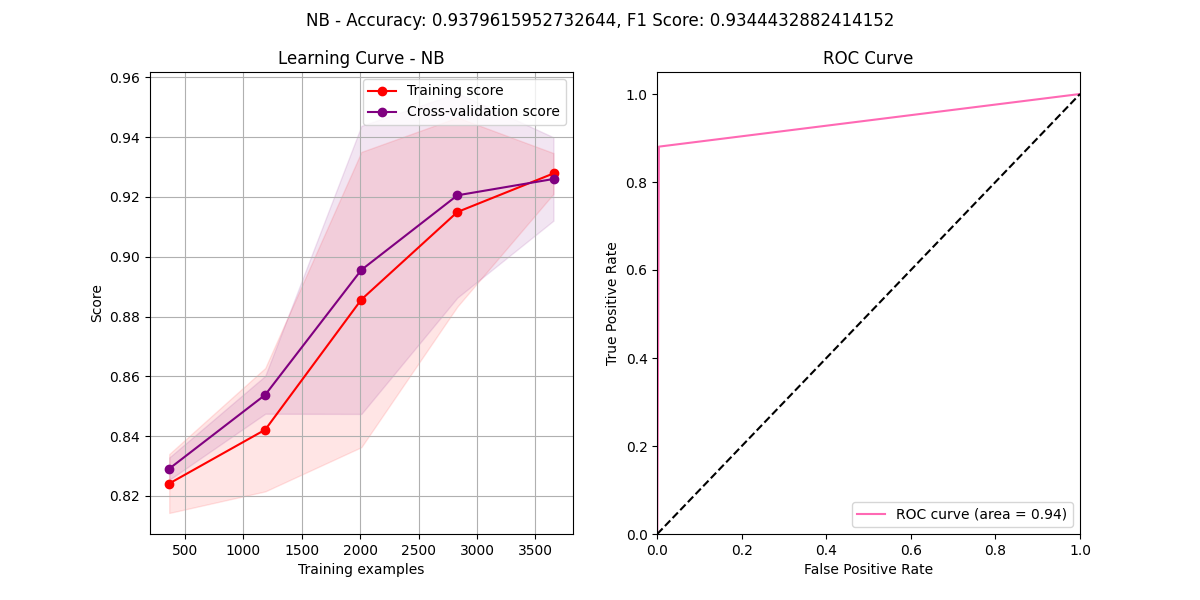 NB - Accuracy: 0.9379615952732644, F1 Score: 0.9344432882414152
Learning Curve - NB
0.96
0.94
0.92
0.90
0.88
0.86
0.84
0.82
Score
Training score
Cross-validation score
500 1000 1500 2000 2500 3000 3500
Training examples
ROC Curve
1.0
0.8
0.6
0.4
0.2
0.0
True Positive Rate
ROC curve (area = 0.94)
0.0 0.2 0.4 0.6 0.8 1.0
False Positive Rate